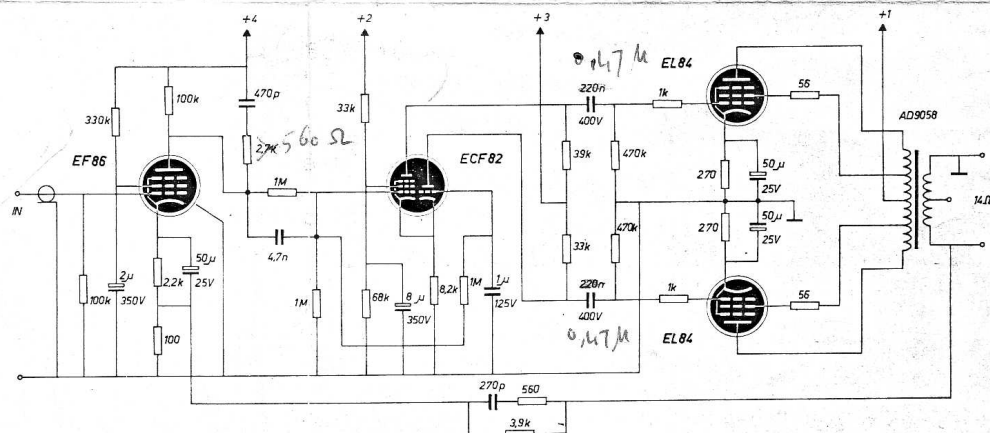 +4
+2
+3
+1
0,47 µ
EL84
470p
220n
400V
1k
56
100k
33k
AD9058
330k
2,7k
560 Ω
39k
470k
50µ
25V
EF86
ECF82
270
1M
14Ω
IN
50µ
25V
470k
270
4,7n
33k
2µ
350V
50µ
25V
8,2k
1M
1µ
125V
100k
2,2k
1M
68k
8µ
350V
220n
400V
1k
56
100
0,47 µ
EL84
270p
560
3,9k